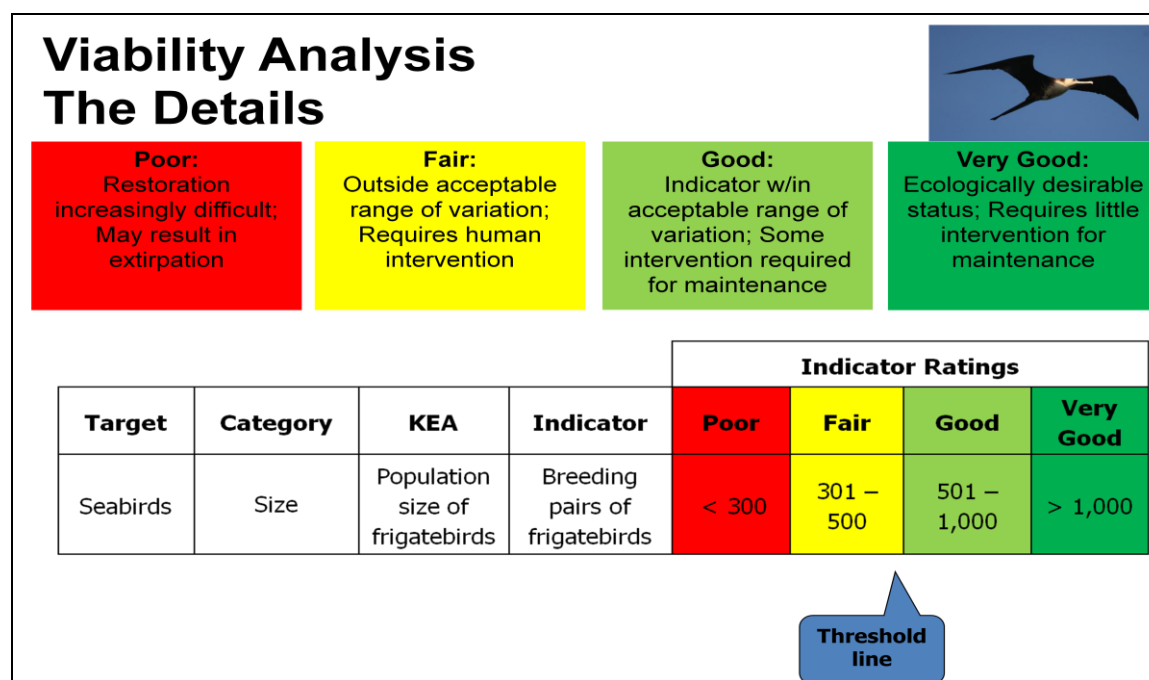 Viability Analysis
The Details
Poor:
Restoration
increasingly difficult;
May result in
extirpation
Fair:
Outside acceptable
range of variation;
Requires human
intervention
Good:
Indicator w/in
acceptable range of
variation; Some
intervention required
for maintenance
Very Good:
Ecologically desirable
status; Requires little
intervention for
maintenance
Indicator Ratings
Target
Category
KEA
Indicator
Poor
Fair
Good
Very
Good
Seabirds
Size
Population
size of
frigatebirds
Breeding
pairs of
frigatebirds
< 300
301 –
500
501 –
1,000
> 1,000
Threshold
line